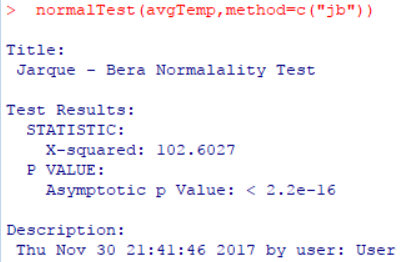 > normalTest(avgTemp,method=c("jb"))
Title:
Jarque - Bera Normalality Test
Test Results:
STATISTIC:
X-squared: 102.6027
P VALUE:
Asymptotic p Value: < 2.2e-16
Description:
Thu Nov 30 21:41:46 2017 by user: User